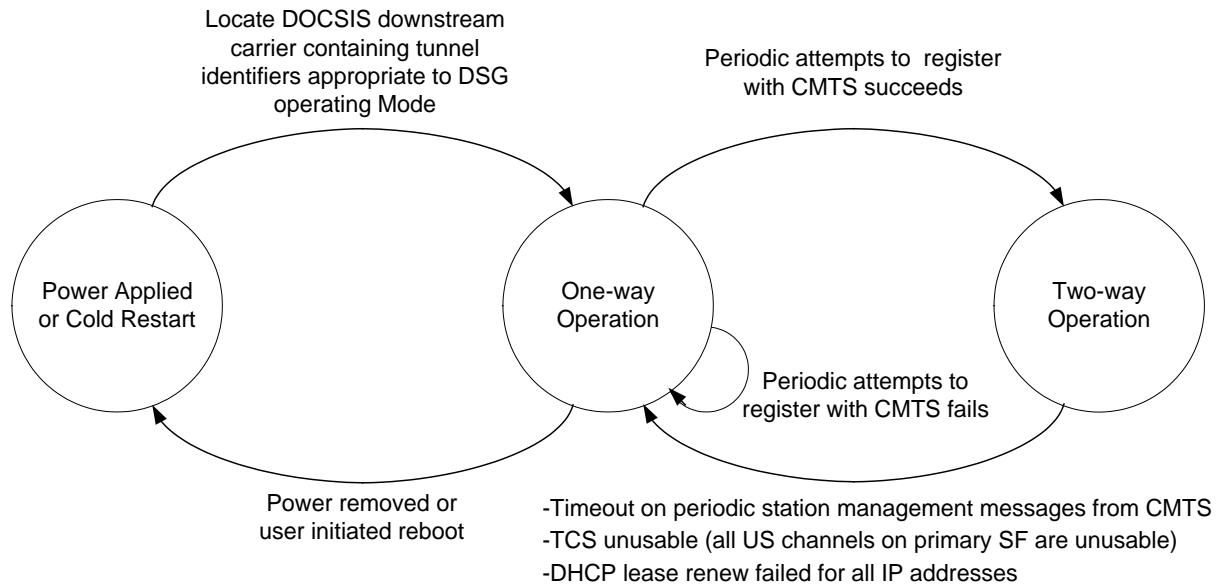 Locate DOCSIS downstream
carrier containing tunnel
identifiers appropriate to DSG
operating Mode
Periodic attempts to register
with CMTS succeeds
Power Applied
or Cold Restart
One-way
Operation
Two-way
Operation
Periodic attempts to
register with CMTS fails
Power removed or
user initiated reboot
-Timeout on periodic station management messages from CMTS
-TCS unusable (all US channels on primary SF are unusable)
-DHCP lease renew failed for all IP addresses